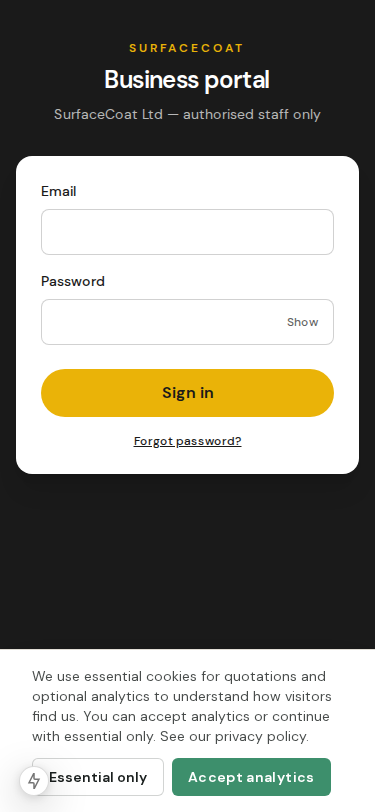 SURFACECOAT
Business portal
SurfaceCoat Ltd — authorised staff only
Email
Password
Show
Sign in
Forgot password?
We use essential cookies for quotations and
optional analytics to understand how visitors
find us. You can accept analytics or continue
with essential only. See our privacy policy.
Essential only
Accept analytics